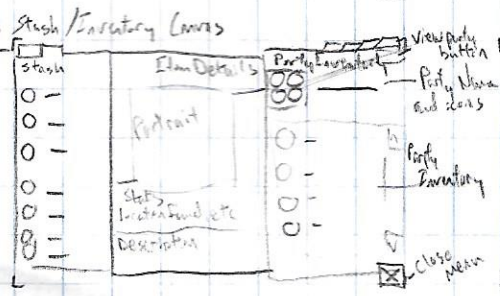 Stash/Inventory Canvas
Stash
Item Details
Party Inventory
View party
button
Party Name
and icons
Portrait
Party
Inventory
Stats
Location found, etc
Description
Close
Menu